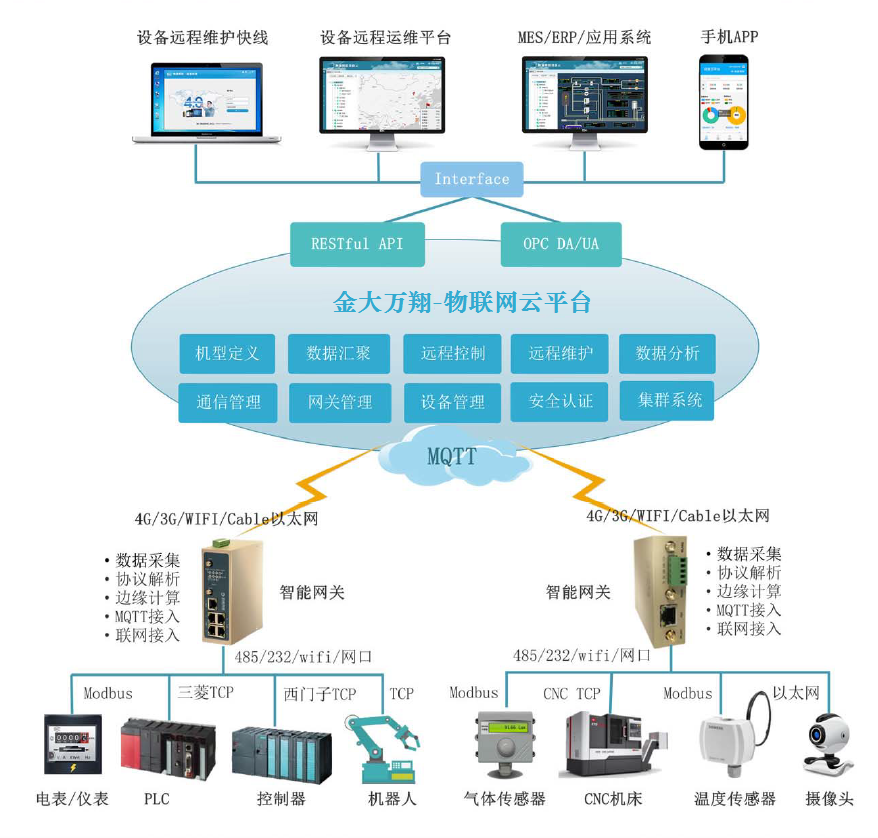 设备远程维护快线
设备远程运维平台
MES/ERP/应用系统
手机APP
Interface
RESTful API
OPC DA/UA
金大万翔-物联网云平台
机型定义
数据汇聚
远程控制
远程维护
数据分析
通信管理
网关管理
设备管理
安全认证
集群系统
MQTT
4G/3G/WIFI/Cable以太网
4G/3G/WIFI/Cable以太网
•数据采集
•协议解析
•边缘计算
•MQTT接入
•联网接入
智能网关
智能网关
•数据采集
•协议解析
•边缘计算
•MQTT接入
•联网接入
485/232/wifi/网口
485/232/wifi/网口
Modbus
三菱TCP
西门子TCP
TCP
Modbus
CNC TCP
Modbus
以太网
电表/仪表
PLC
控制器
机器人
气体传感器
CNC机床
温度传感器
摄像头